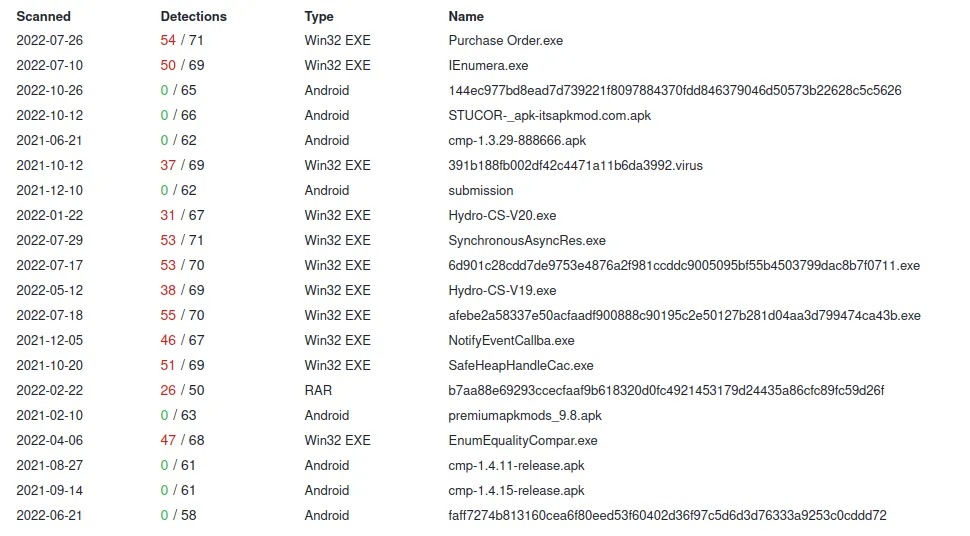 Scanned Detections Type Name
2022-07-26 54 / 71 Win32 EXE Purchase Order.exe
2022-07-10 50 / 69 Win32 EXE IEnumera.exe
2022-10-26 0 / 65 Android 144ec977bd8ead7d739221f8097884370fdd846379046d50573b22628c5c5626
2022-10-12 0 / 66 Android STUCOR-_apk-itsapkmod.com.apk
2021-06-21 0 / 62 Android cmp-1.3.29-888666.apk
2021-10-12 37 / 69 Win32 EXE 391b188fb002df42c4471a11b6da3992.virus
2021-12-10 0 / 62 Android submission
2022-01-22 31 / 67 Win32 EXE Hydro-CS-V20.exe
2022-07-29 53 / 71 Win32 EXE SynchronousAsyncRes.exe
2022-07-17 53 / 70 Win32 EXE 6d901c28cdd7de9753e4876a2f981ccddc9005095bf55b4503799dac8b7f0711.exe
2022-05-12 38 / 69 Win32 EXE Hydro-CS-V19.exe
2022-07-18 55 / 70 Win32 EXE afebe2a58337e50acfaadf900888c90195c2e50127b281d04aa3d799474ca43b.exe
2021-12-05 46 / 67 Win32 EXE NotifyEventCallba.exe
2021-10-20 51 / 69 Win32 EXE SafeHeapHandleCac.exe
2022-02-22 26 / 50 RAR b7aa88e69293ccecfaaf9b618320d0fc4921453179d24435a86cfc89fc59d26f
2021-02-10 0 / 63 Android premiumapkmods_9.8.apk
2022-04-06 47 / 68 Win32 EXE EnumEqualityCompar.exe
2021-08-27 0 / 61 Android cmp-1.4.11-release.apk
2021-09-14 0 / 61 Android cmp-1.4.15-release.apk
2022-06-21 0 / 58 Android faff7274b813160cea6f80eed53f60402d36f97c5d6d3d76333a9253c0cddd72